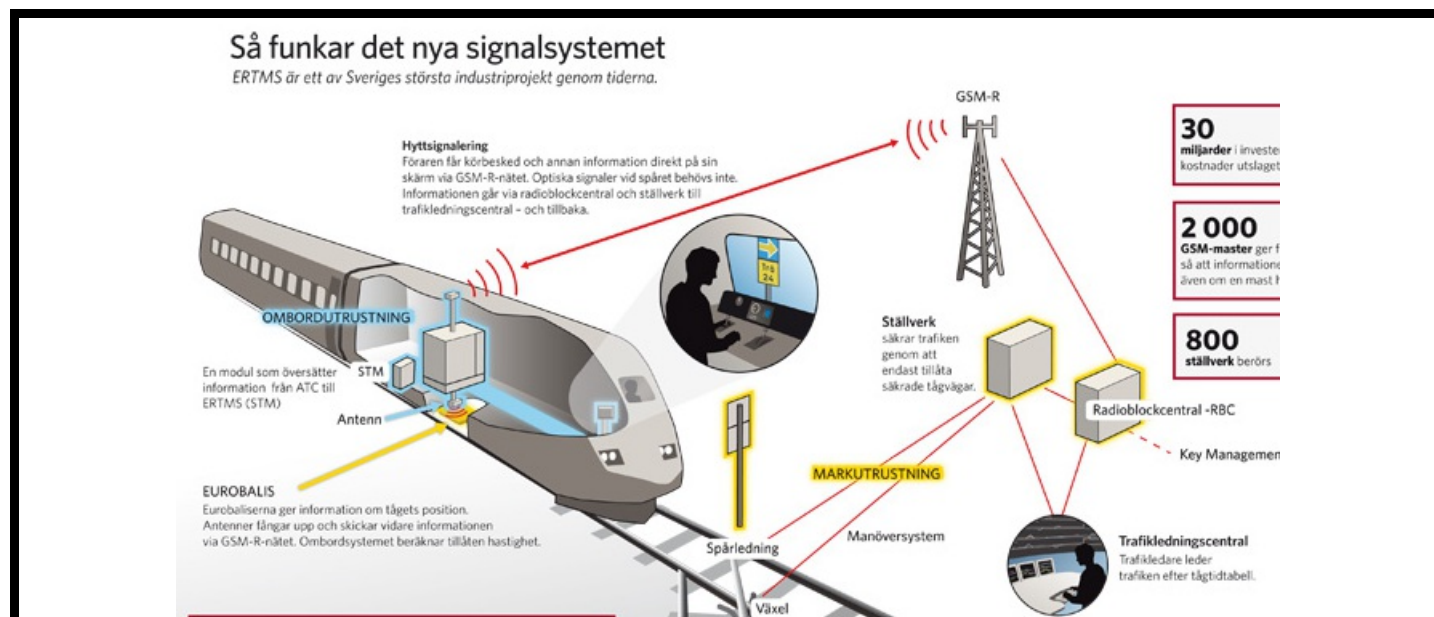 Så funkar det nya signalsystemet
ERTMS är ett av Sveriges största industriprojekt genom tiderna.
GSM-R
Hyttsignalering
Föraren får körbesked och annan information direkt på sin
skärm via GSM-R-nätet. Optiska signaler vid spåret behövs inte.
Informationen går via radioblockcentral och ställverk till
trafikledningscentral – och tillbaka.
30
miljarder i
kostnader utslaget
2 000
GSM-master ger
så att
även om en mast
800
ställverk berörs
Tra
24
OMBORDUTRUSTNING
STM
En modul som översätter
information från ATC till
ERTMS (STM)
Antenn
Ställverk
säkrar trafiken
genom att
endast tillåta
säkrade tågvägar.
Radioblockcentral -RBC
Key
MARKUTRUSTNING
EUROBALIS
Eurobaliserna ger information om tågets position.
Antenner fångar upp och skickar vidare informationen
via GSM-R-nätet. Ombordsystemet beräknar tillåten hastighet.
Spårledning
Manöversystem
Växel
Trafikledningscentral
Trafikledare leder
trafiken efter tågtidtabell.